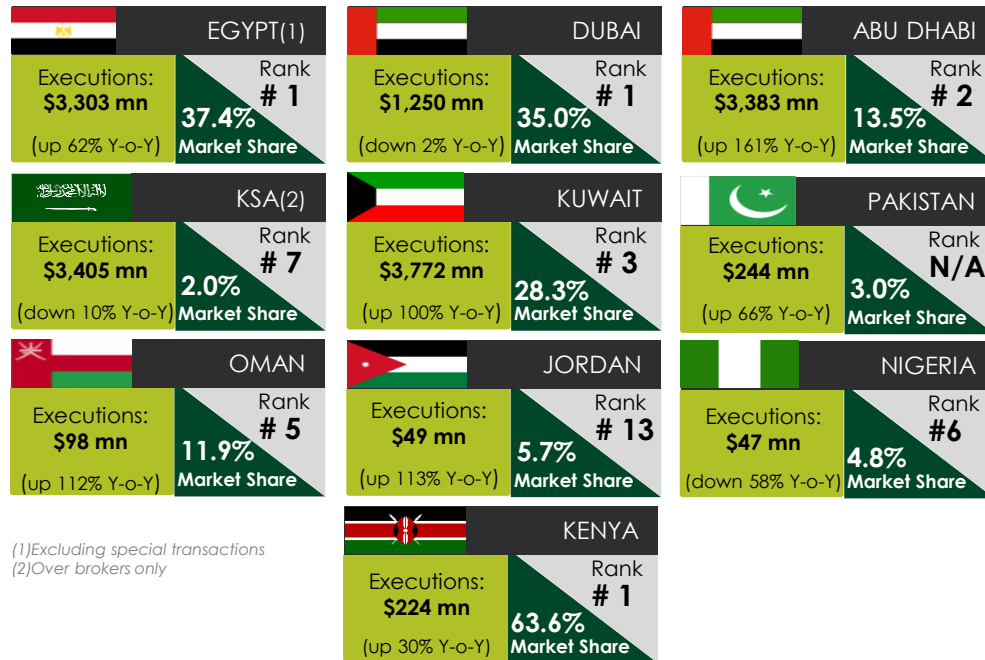 EGYPT(1)
Executions:
$3,303 mn
(up 62% Y-o-Y)
37.4%
Market Share
Rank
# 1
DUBAI
Executions:
$1,250 mn
(down 2% Y-o-Y)
35.0%
Market Share
Rank
# 1
ABU DHABI
Executions:
$3,383 mn
(up 161% Y-o-Y)
13.5%
Market Share
Rank
# 2
KSA(2)
Executions:
$3,405 mn
(down 10% Y-o-Y)
2.0%
Market Share
Rank
# 7
KUWAIT
Executions:
$3,772 mn
(up 100% Y-o-Y)
28.3%
Market Share
Rank
# 3
PAKISTAN
Executions:
$244 mn
(up 66% Y-o-Y)
3.0%
Market Share
Rank
N/A
OMAN
Executions:
$98 mn
(up 112% Y-o-Y)
11.9%
Market Share
Rank
# 5
JORDAN
Executions:
$49 mn
(up 113% Y-o-Y)
5.7%
Market Share
Rank
# 13
NIGERIA
Executions:
$47 mn
(down 58% Y-o-Y)
4.8%
Market Share
Rank
#6
KENYA
Executions:
$224 mn
(up 30% Y-o-Y)
63.6%
Market Share
Rank
# 1
(1)Excluding special transactions
(2)Over brokers only